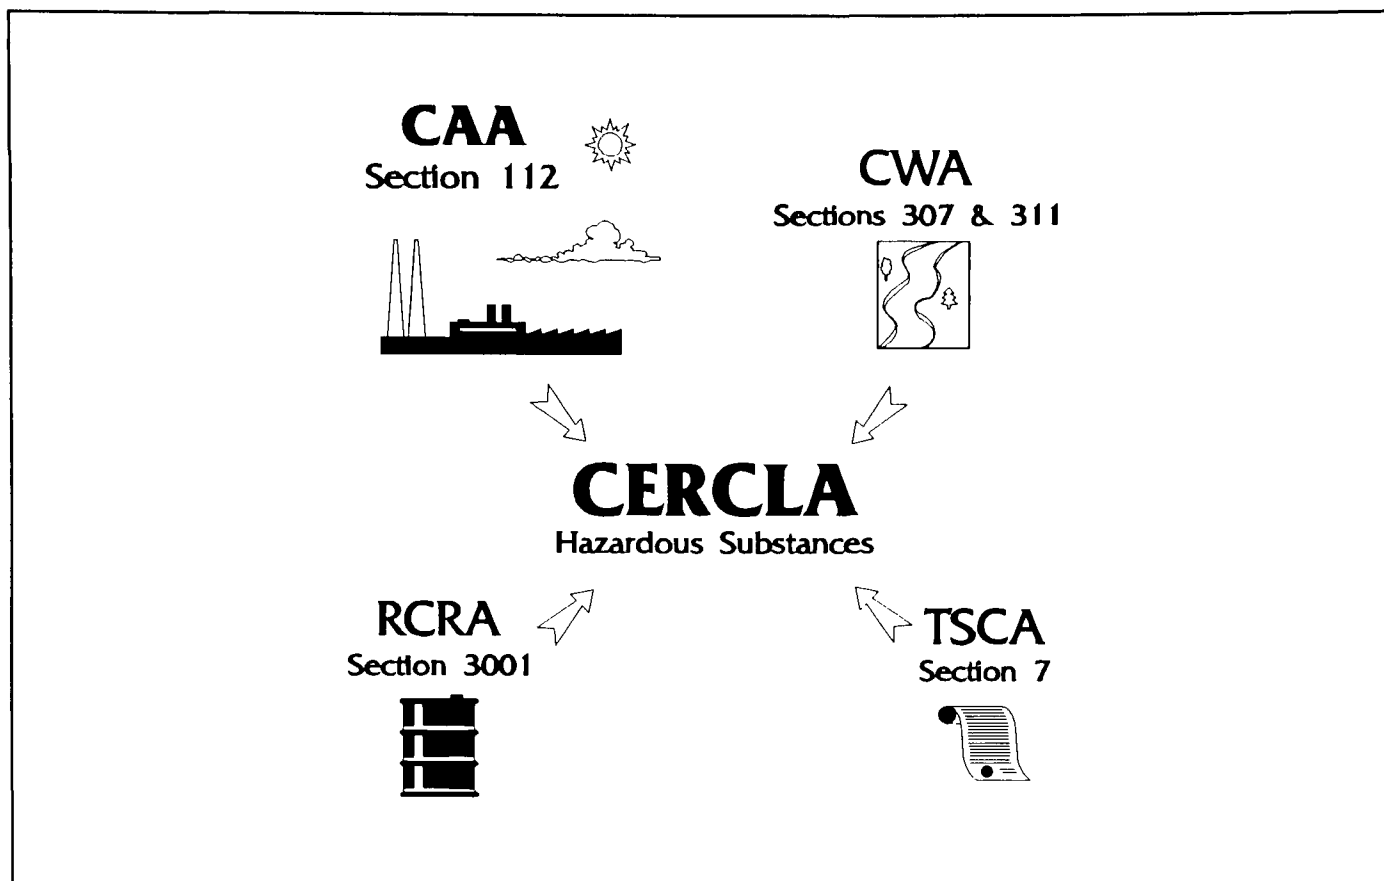 CAA
Section 112
CWA
Sections 307 & 311
CERCLA
Hazardous Substances
RCRA
Section 3001
TSCA
Section 7